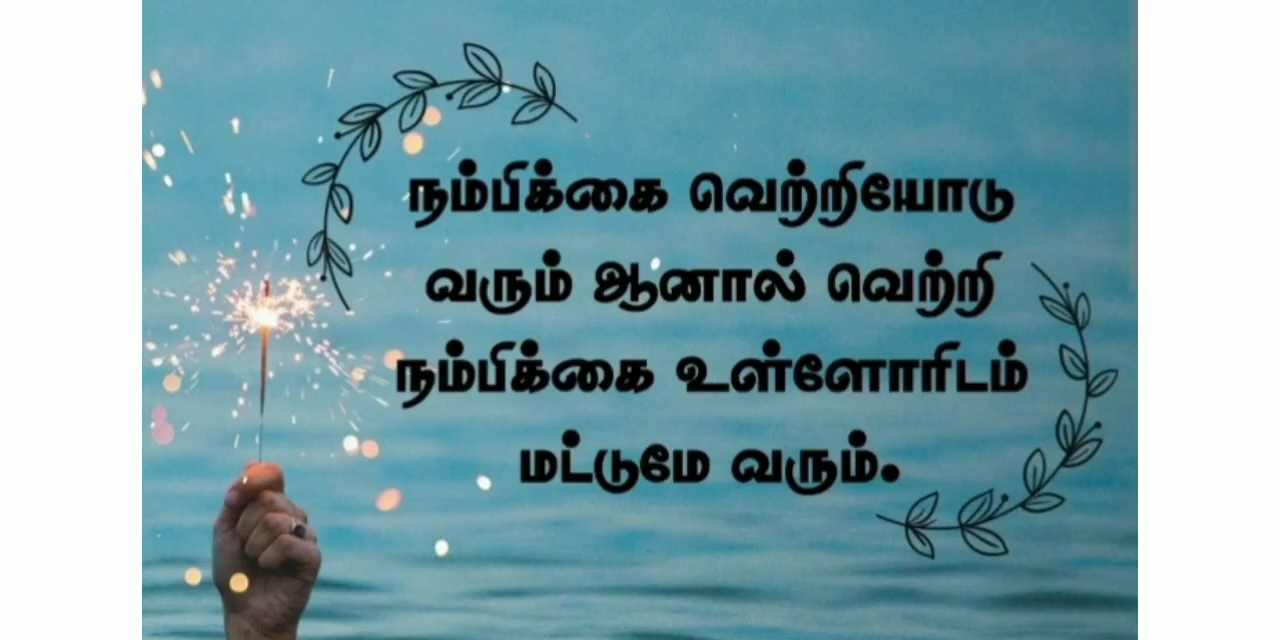 நம்பிக்கை வெற்றியோடு
வரும் ஆனால் வெற்றி
நம்பிக்கை உள்ளோரிடம்
மட்டுமே வரும்.